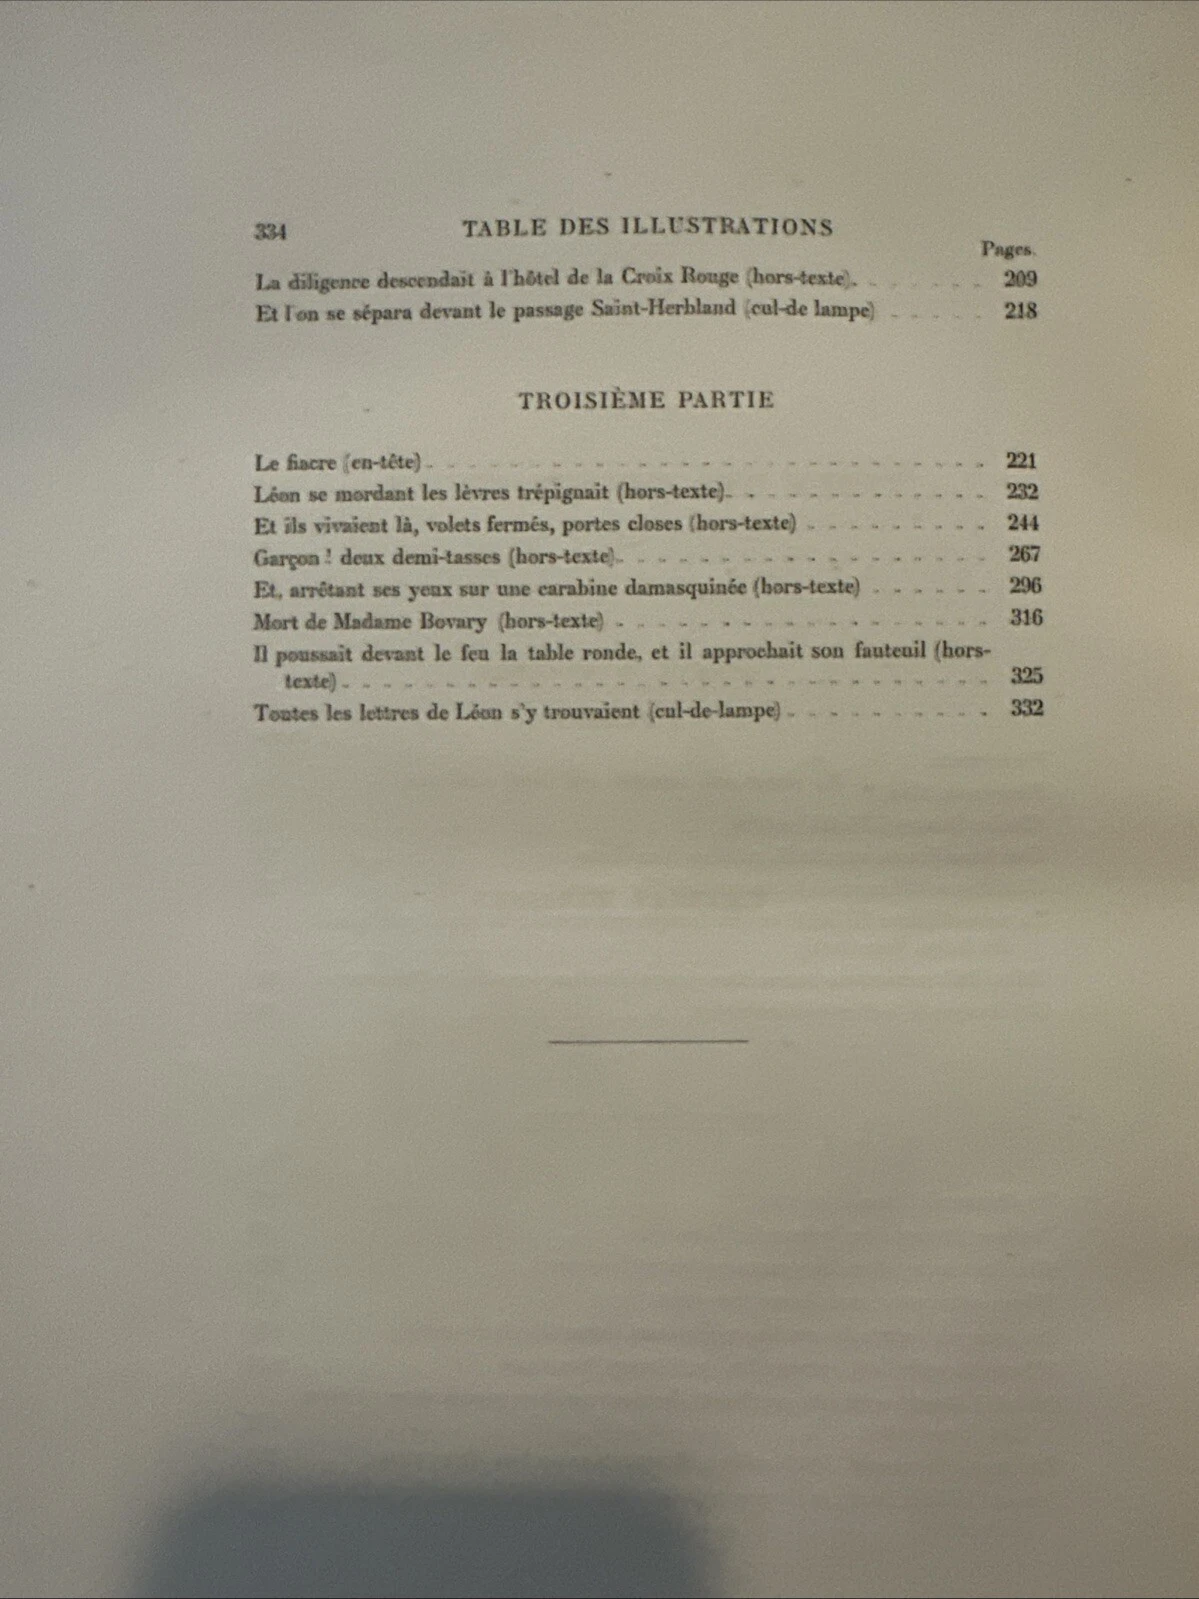 334 TABLE DES ILLUSTRATIONS
Pages.
La diligence descendait à l'hôtel de la Croix Rouge (hors-texte). 209
Et l'on se sépara devant le passage Saint-Herbland (cul-de lampe) 218
TROISIÈME PARTIE
Le fiacre (en-tête) 221
Léon se mordant les lèvres trépignait (hors-texte). 232
Et ils vivaient là, volets fermés, portes closes (hors-texte) 244
Garçon ! deux demi-tasses (hors-texte). 267
Et, arrêtant ses yeux sur une carabine damasquinée (hors-texte) 296
Mort de Madame Bovary (hors-texte) 316
Il poussait devant le feu la table ronde, et il approchait son fauteuil (hors-
texte) 325
Toutes les lettres de Léon s'y trouvaient (cul-de-lampe) 332